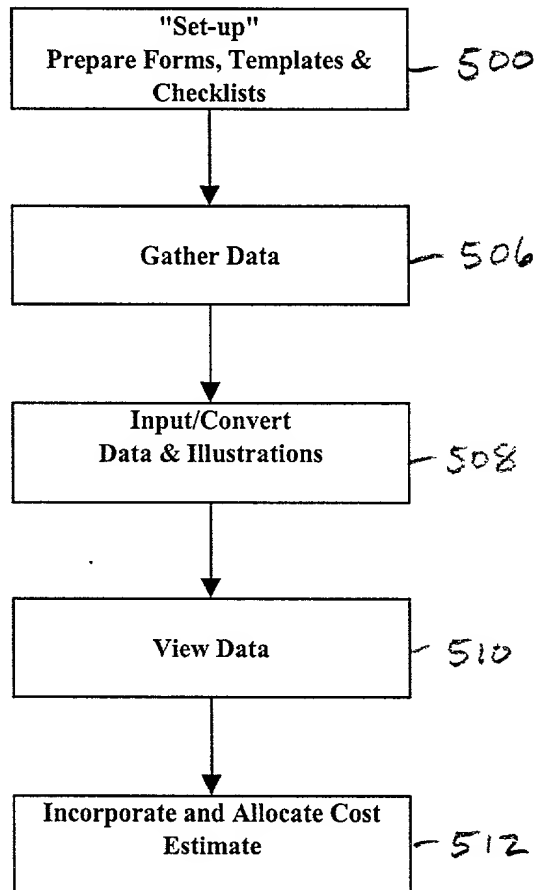 "Set-up"
Prepare Forms, Templates &
Checklists
500
Gather Data
506
Input/Convert
Data & Illustrations
508
View Data
510
Incorporate and Allocate Cost
Estimate
512